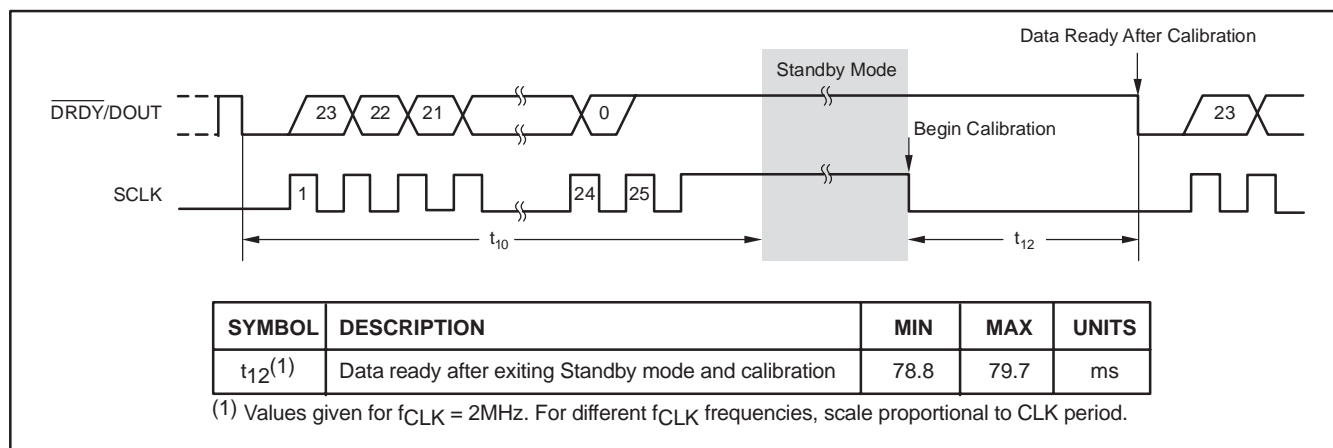 Data Ready After Calibration
Standby Mode
DRDY/DOUT
23
22
21
0
Begin Calibration
23
SCLK
1
24
25
t10
t12
SYMBOL DESCRIPTION MIN MAX UNITS
t12(1) Data ready after exiting Standby mode and calibration 78.8 79.7 ms
(1) Values given for fCLK = 2MHz. For different fCLK frequencies, scale proportional to CLK period.